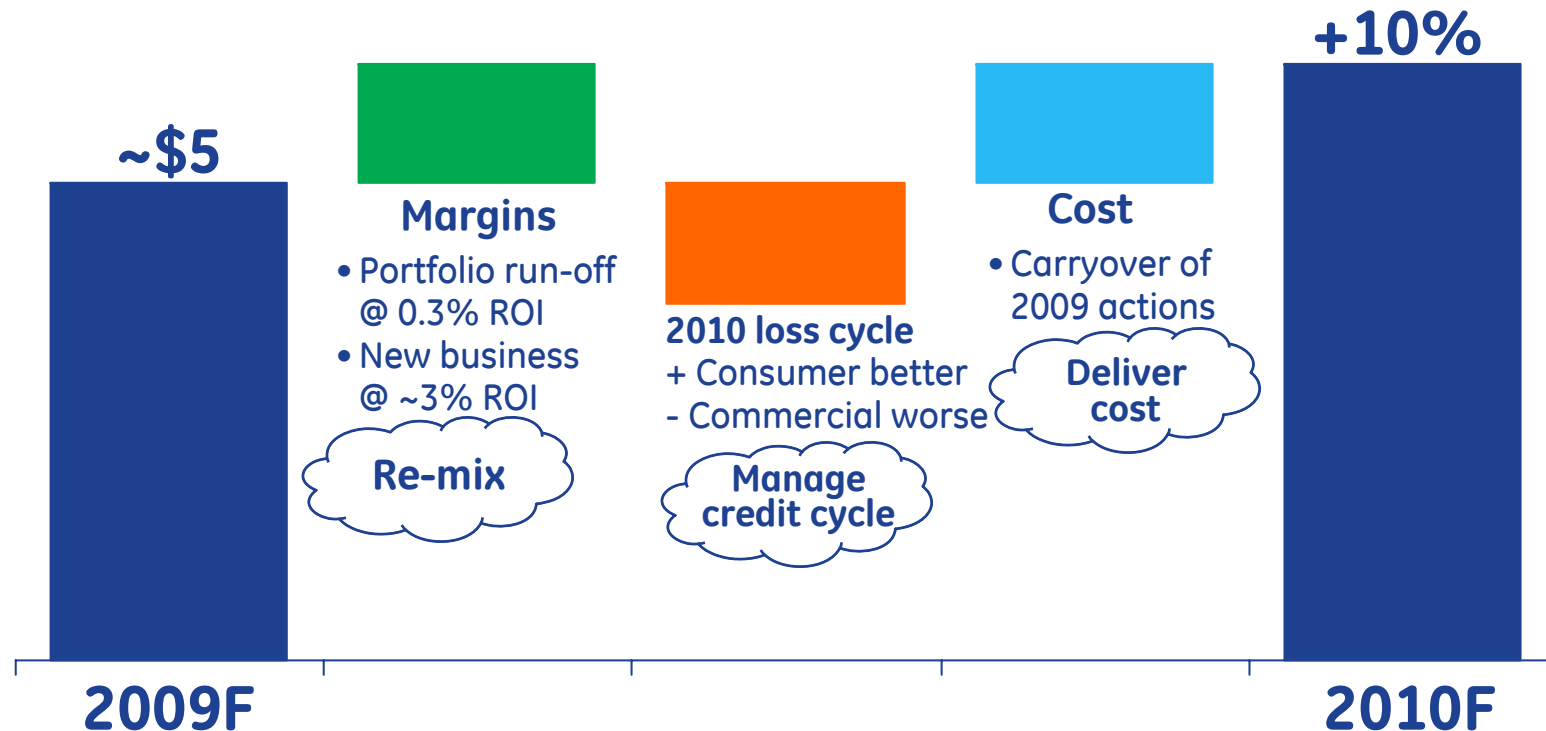 ~$5
+10%
Margins
• Portfolio run-off
@ 0.3% ROI
• New business
@ ~3% ROI
Re-mix
2010 loss cycle
+ Consumer better
- Commercial worse
Manage
credit cycle
Cost
• Carryover of
2009 actions
Deliver
cost
2009F
2010F